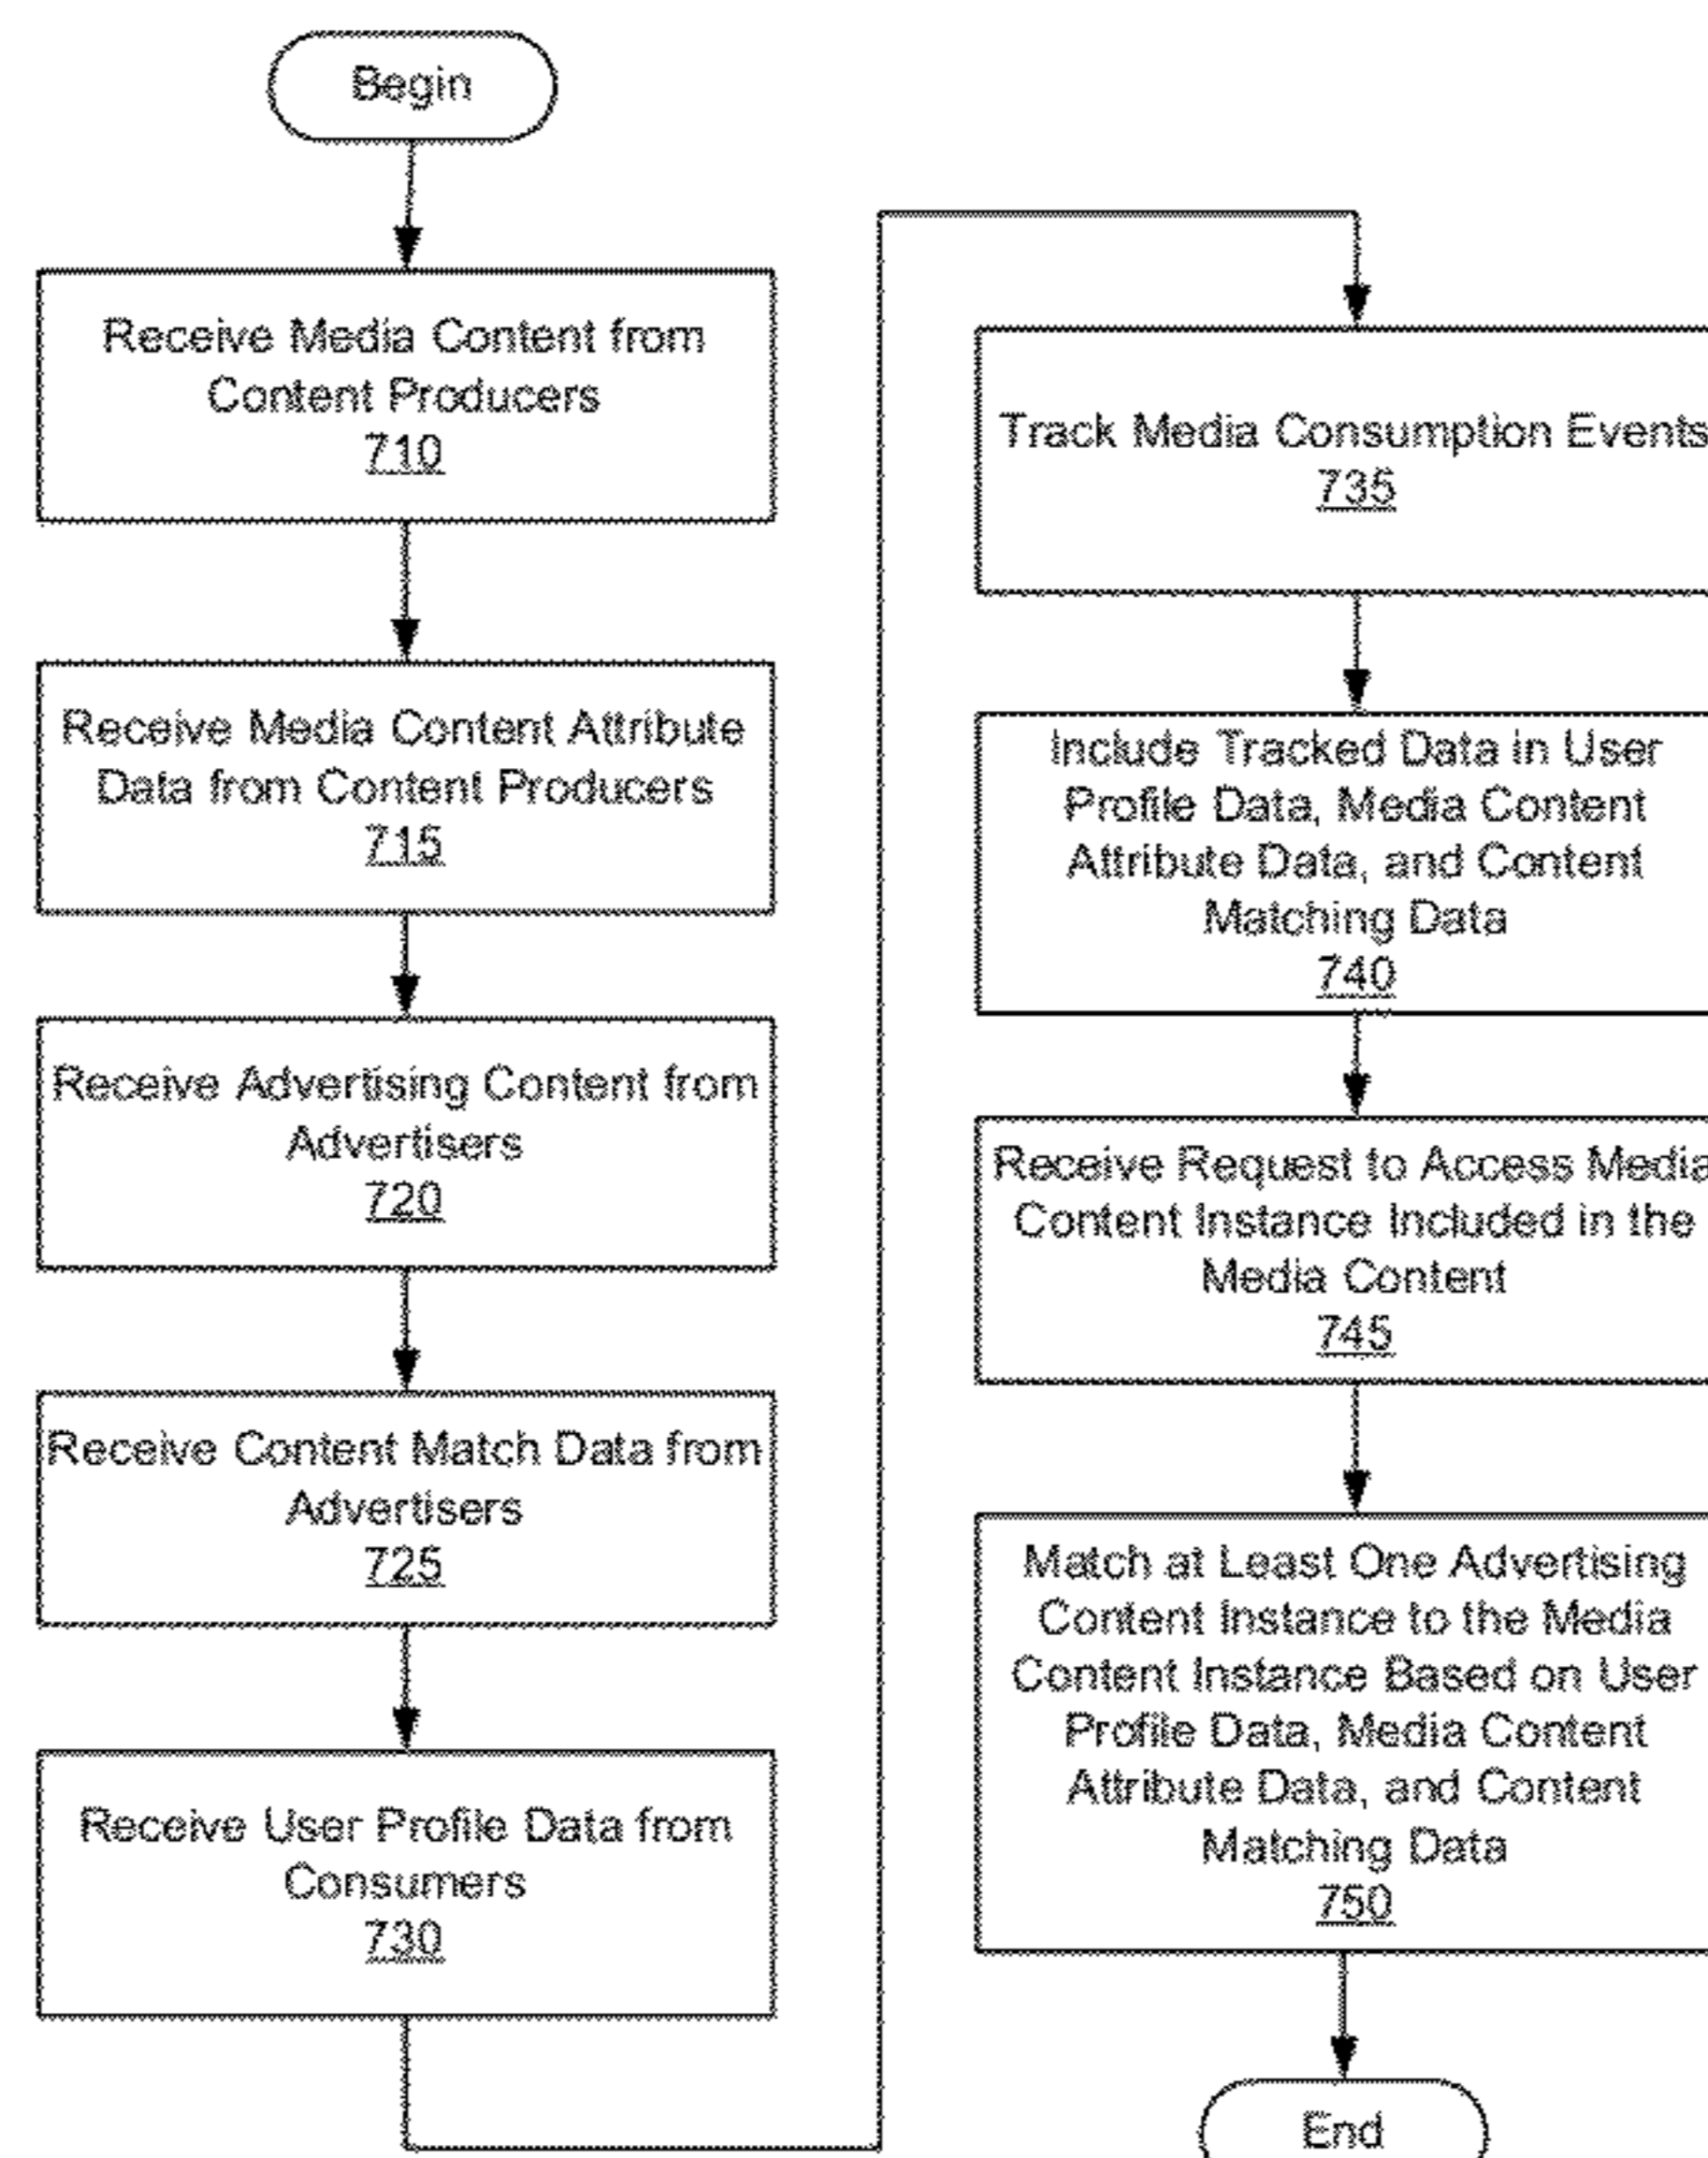 Begin
Receive Media Content from
Content Producers
710
Receive Media Content Attribute
Data from Content Producers
715
Receive Advertising Content from
Advertisers
720
Receive Content Match Data from
Advertisers
725
Receive User Profile Data from
Consumers
730
Track Media Consumption Events
735
Include Tracked Data in User
Profile Data, Media Content
Attribute Data, and Content
Matching Data
740
Receive Request to Access Media
Content Instance Included in the
Media Content
745
Match at Least One Advertising
Content Instance to the Media
Content Instance Based on User
Profile Data, Media Content
Attribute Data, and Content
Matching Data
750
End